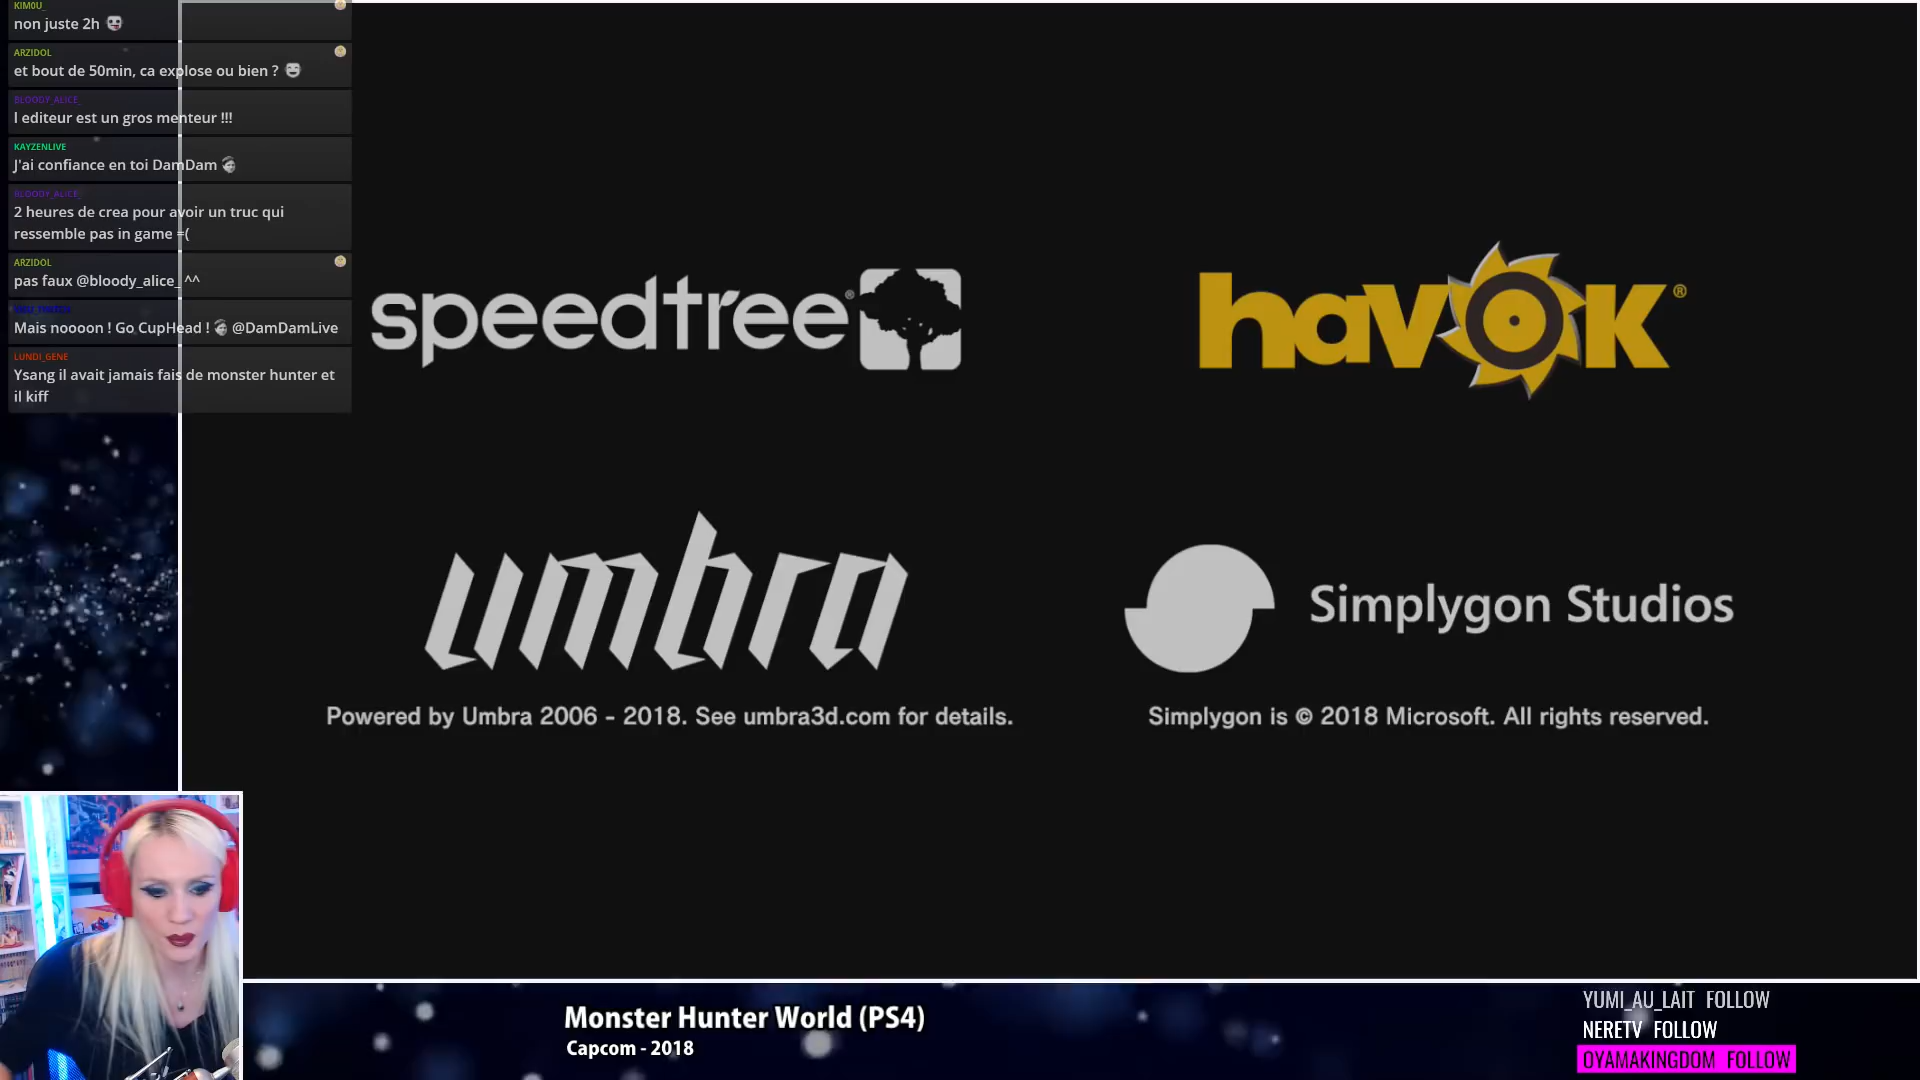 KIM0U_
non juste 2h
ARZIDOL
et bout de 50min, ca explose ou bien ?
BLOODY_ALICE_
l editeur est un gros menteur !!!
KAYZENLIVE
J'ai confiance en toi DamDam
BLOODY_ALICE_
2 heures de crea pour avoir un truc qui
ressemble pas in game =(
ARZIDOL
pas faux @bloody_alice_ ^^
Mais noooon ! Go CupHead ! @DamDamLive
LUNDI_GENE
Ysang il avait jamais fais de monster hunter et
il kiff
speedtree®
havok®
umbra
Powered by Umbra 2006 - 2018. See umbra3d.com for details.
Simplygon Studios
Simplygon is © 2018 Microsoft. All rights reserved.
Monster Hunter World (PS4)
Capcom - 2018
YUMI_AU_LAIT FOLLOW
NERETV FOLLOW
OYAMAKINGDOM FOLLOW